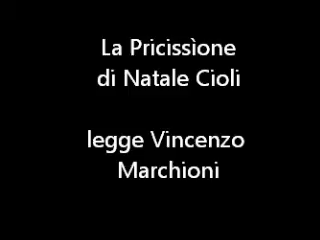 La Pricissìone
di Natale Cioli
legge Vincenzo
Marchioni